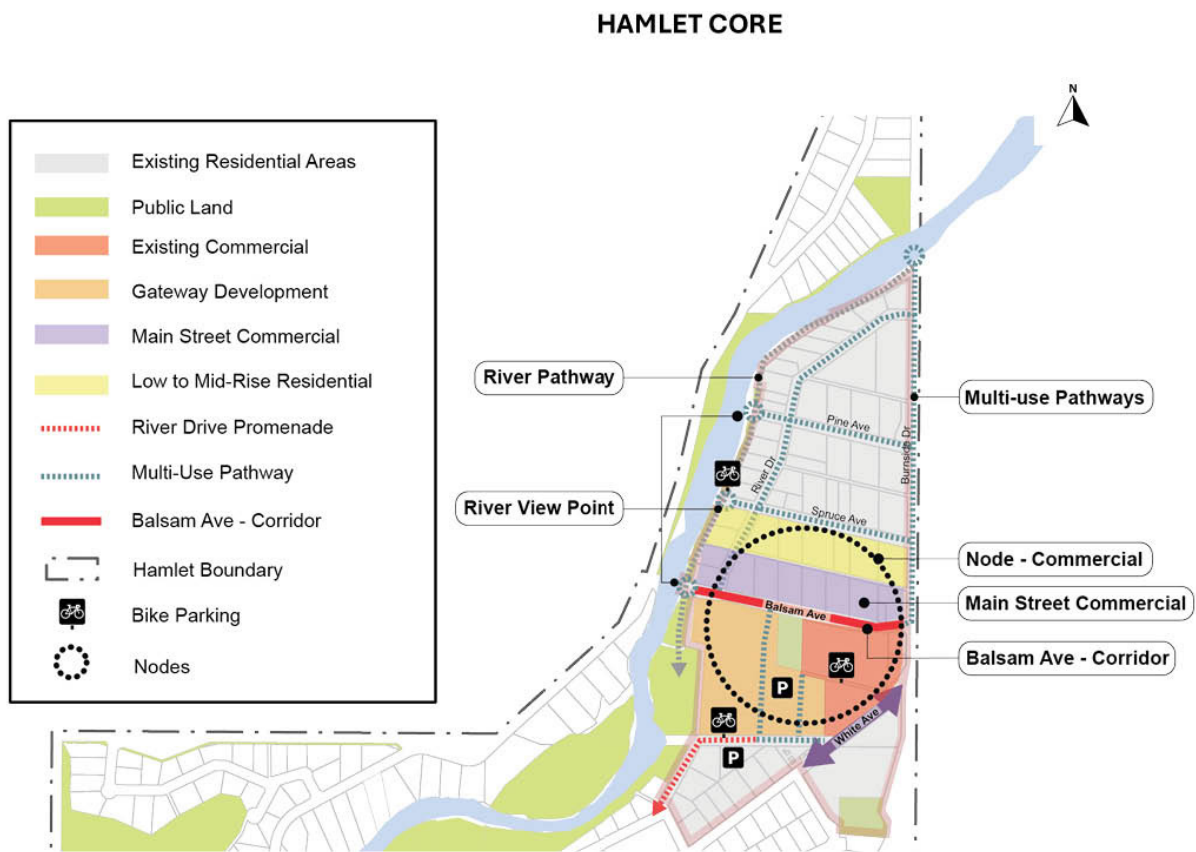 HAMLET CORE
N
Existing Residential Areas
Public Land
Existing Commercial
Gateway Development
Main Street Commercial
Low to Mid-Rise Residential
River Drive Promenade
Multi-Use Pathway
Balsam Ave - Corridor
Hamlet Boundary
Bike Parking
Nodes
River Pathway
Multi-use Pathways
Pine Ave
Burnside Dr
River Dr
River View Point
Spruce Ave
Node - Commercial
Main Street Commercial
Balsam Ave
Balsam Ave - Corridor
P
White Ave
P